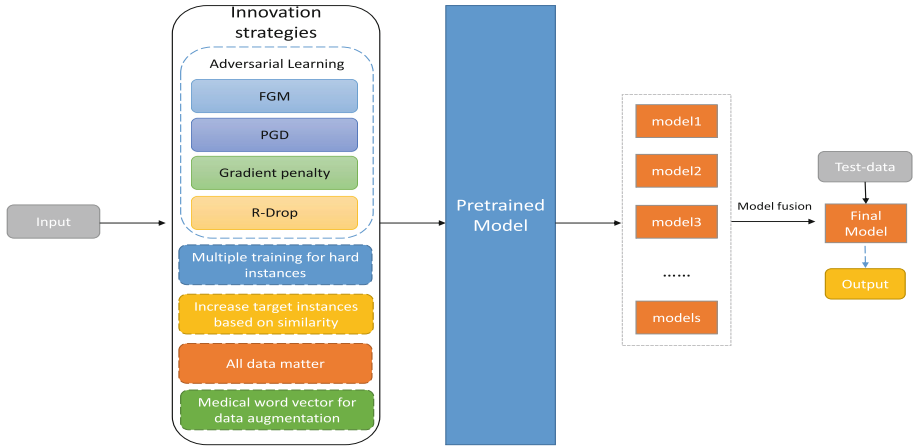 Innovation
strategies
Adversarial Learning
FGM
PGD
Gradient penalty
R-Drop
Multiple training for hard
instances
Increase target instances
based on similarity
All data matter
Medical word vector for
data augmentation
Input
Pretrained
Model
model1
model2
model3
......
models
Model fusion
Test-data
Final
Model
Output